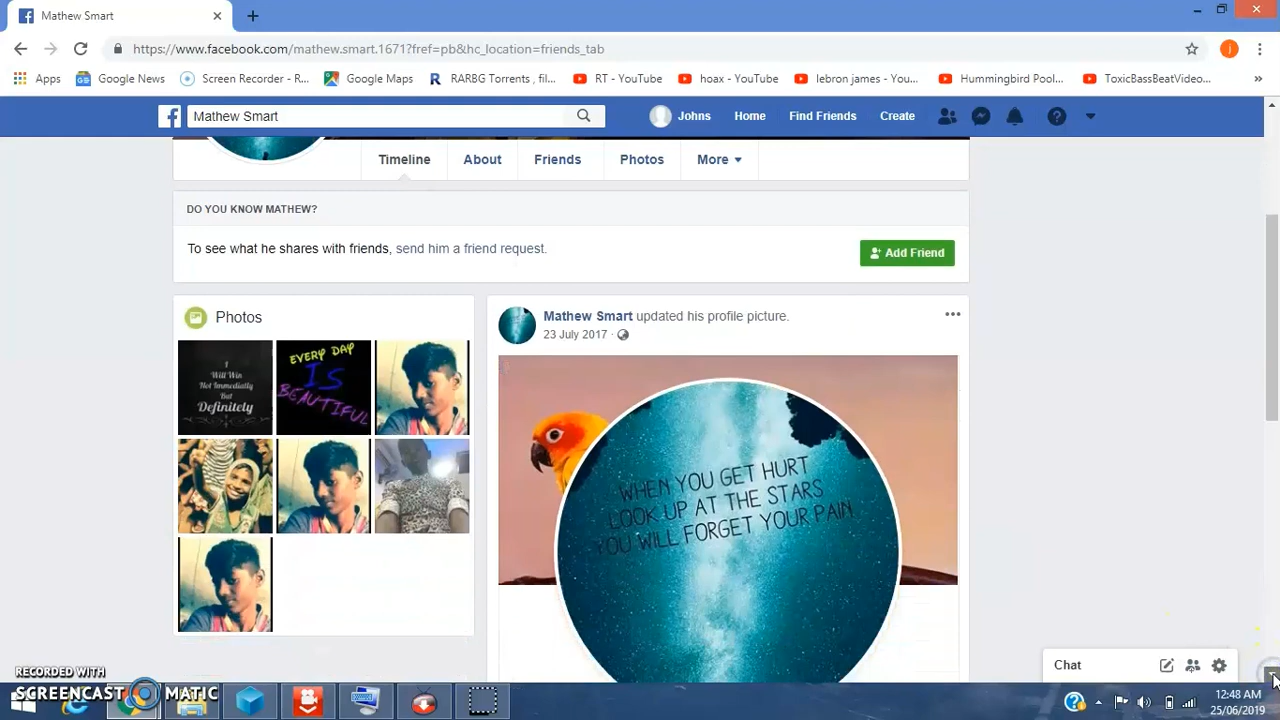 Mathew Smart
https://www.facebook.com/mathew.smart.1671?fref=pb&hc_location=friends_tab
Apps Google News Screen Recorder - R... Google Maps RARBG Torrents , fil... RT - YouTube hoax - YouTube lebron james - You... Hummingbird Pool... ToxicBassBeatVideo... »
Mathew Smart Johns Home Find Friends Create
Timeline About Friends Photos More
DO YOU KNOW MATHEW?
To see what he shares with friends, send him a friend request. Add Friend
Photos
I
Will Win
Not Immediatly
But
Definitely
EVERY DAY
IS
BEAUTIFUL
Mathew Smart updated his profile picture.
23 July 2017
WHEN YOU GET HURT
LOOK UP AT THE STARS
YOU WILL FORGET YOUR PAIN
Chat
RECORDED WITH
SCREENCAST MATIC
12:48 AM
25/06/2019